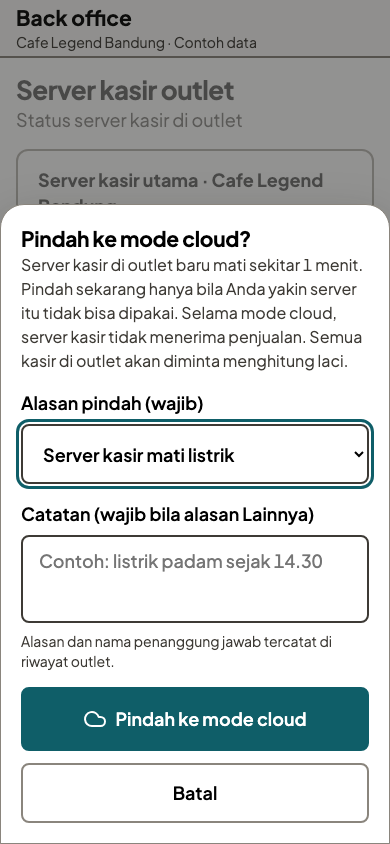 Back office
Cafe Legend Bandung · Contoh data
Server kasir outlet
Status server kasir di outlet
Server kasir utama · Cafe Legend
Bandung
Pindah ke mode cloud?
Server kasir di outlet baru mati sekitar 1 menit.
Pindah sekarang hanya bila Anda yakin server
itu tidak bisa dipakai. Selama mode cloud,
server kasir tidak menerima penjualan. Semua
kasir di outlet akan diminta menghitung laci.
Alasan pindah (wajib)
Server kasir mati listrik
Catatan (wajib bila alasan Lainnya)
Contoh: listrik padam sejak 14.30
Alasan dan nama penanggung jawab tercatat di
riwayat outlet.
Pindah ke mode cloud
Batal